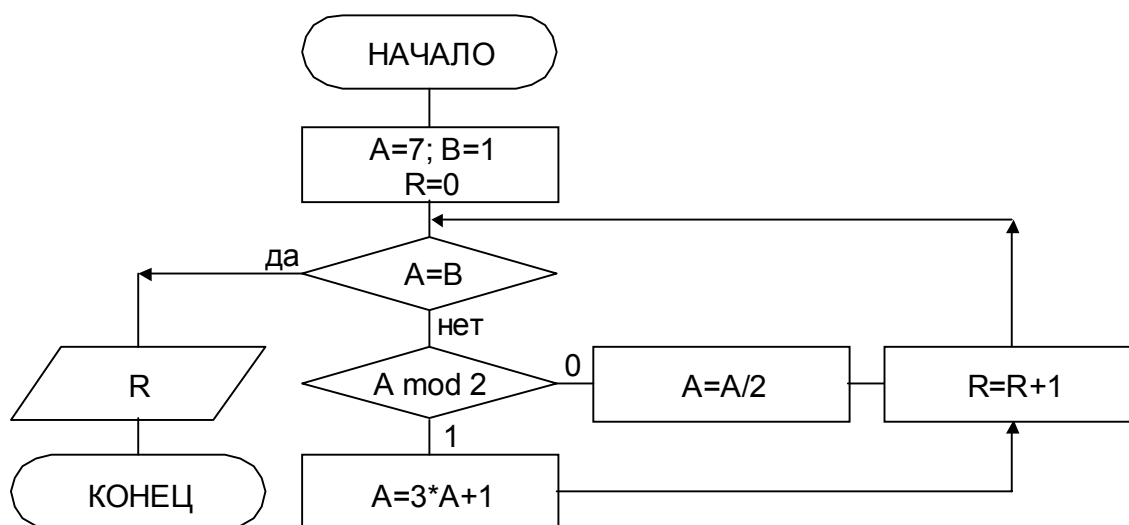 НАЧАЛО
A=7; B=1
R=0
да
A=B
нет
R
A mod 2
0
A=A/2
R=R+1
1
КОНЕЦ
A=3*A+1